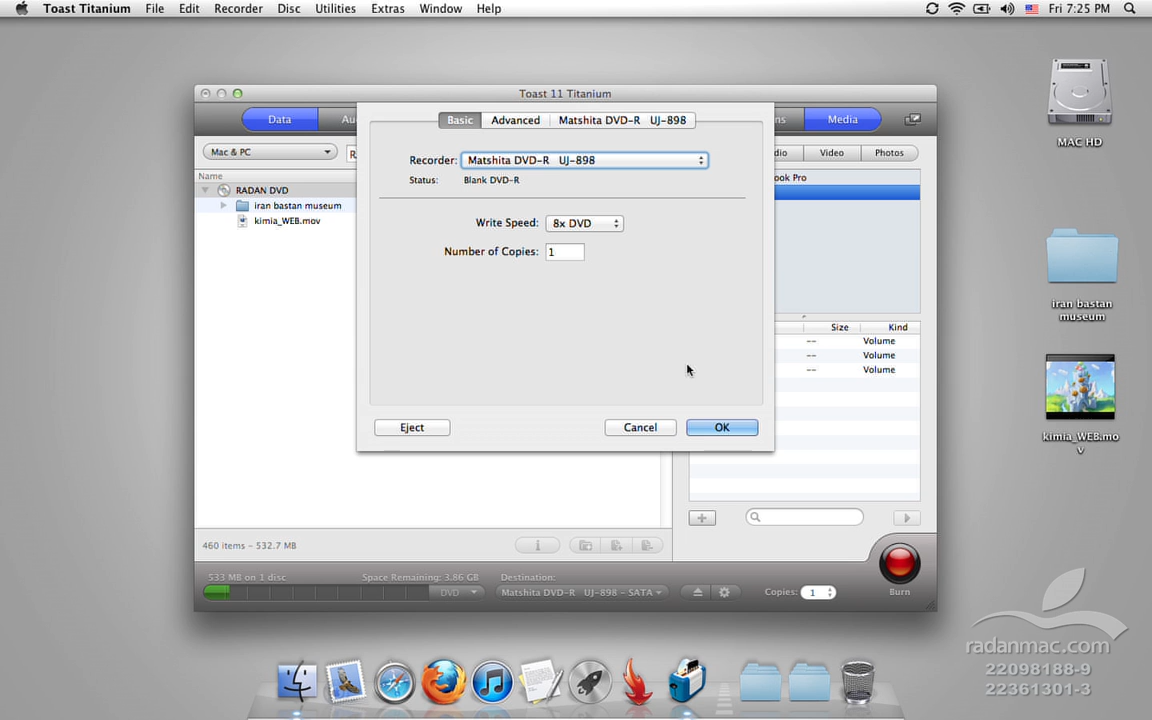 Toast Titanium File Edit Recorder Disc Utilities Extras Window Help Fri 7:25 PM
Toast 11 Titanium
Data
Media
Basic Advanced Matshita DVD-R UJ-898
Mac & PC
Video Photos
Recorder: Matshita DVD-R UJ-898
Status: Blank DVD-R
Name
RADAN DVD
iran bastan museum
kimia_WEB.mov
ook Pro
Write Speed: 8x DVD
Number of Copies: 1
Size Kind
-- Volume
-- Volume
-- Volume
Eject Cancel OK
460 items - 532.7 MB
533 MB on 1 disc Space Remaining: 3.86 GB Destination:
DVD Matshita DVD-R UJ-898 - SATA Copies: 1 Burn
MAC HD
iran bastan
museum
kimia_WEB.mo
v
radanmac.com
22098188-9
22361301-3